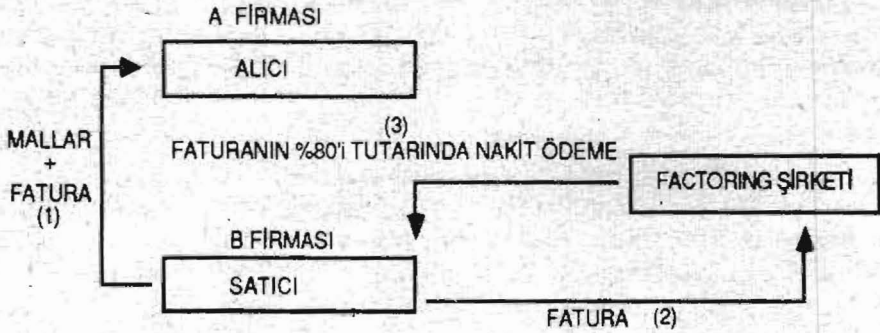 A FİRMASI
ALICI
MALLAR
+
FATURA
(1)
(3)
FATURANIN %80'i TUTARINDA NAKİT ÖDEME
FACTORING ŞİRKETİ
B FİRMASI
SATICI
FATURA (2)